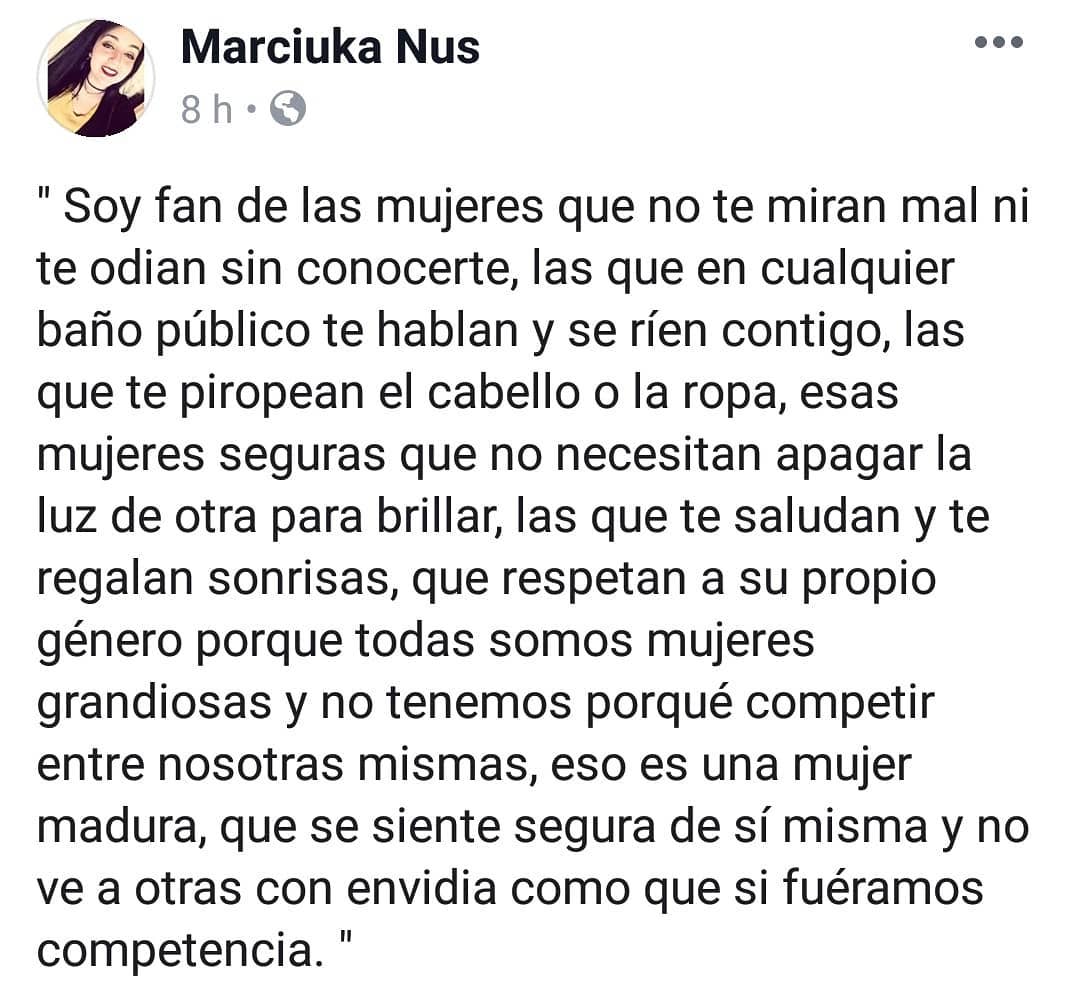 Marciuka Nus
8 h •
" Soy fan de las mujeres que no te miran mal ni
te odian sin conocerte, las que en cualquier
baño público te hablan y se ríen contigo, las
que te piropean el cabello o la ropa, esas
mujeres seguras que no necesitan apagar la
luz de otra para brillar, las que te saludan y te
regalan sonrisas, que respetan a su propio
género porque todas somos mujeres
grandiosas y no tenemos porqué competir
entre nosotras mismas, eso es una mujer
madura, que se siente segura de sí misma y no
ve a otras con envidia como que si fuéramos
competencia. "